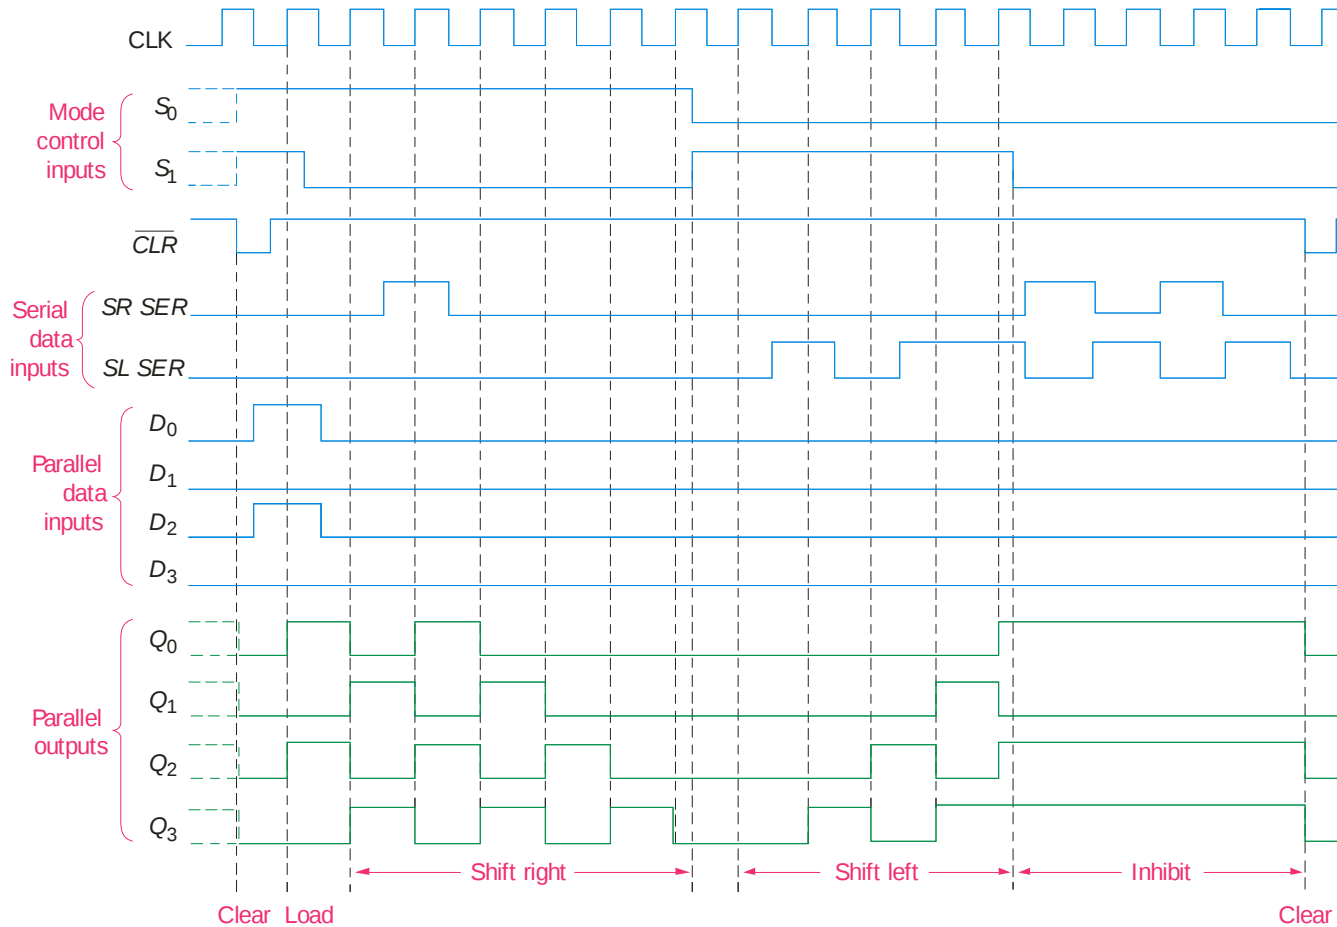 CLK
Mode
control
inputs
S0
S1
CLR
Serial
data
inputs
SR SER
SL SER
Parallel
data
inputs
D0
D1
D2
D3
Parallel
outputs
Q0
Q1
Q2
Q3
Shift right
Shift left
Inhibit
Clear
Load
Clear